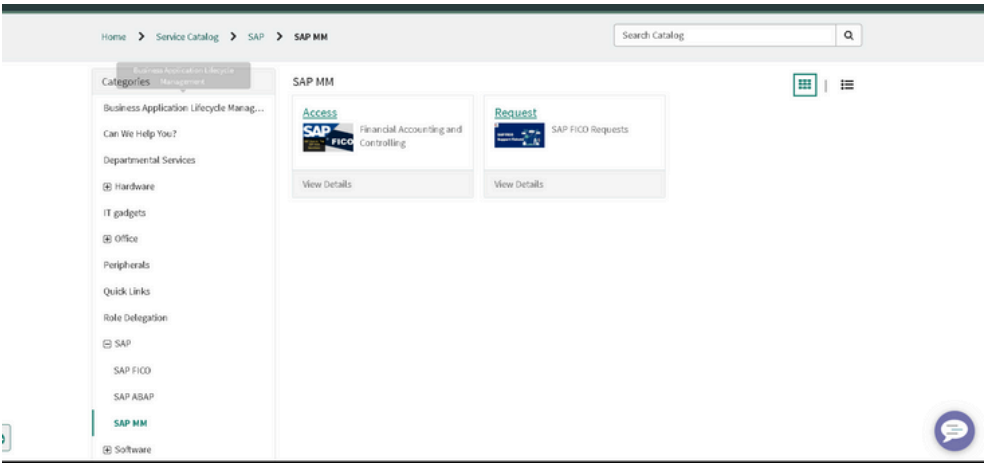 Home > Service Catalog > SAP > SAP MM
Search Catalog
Business Application Lifecycle
Management
Categories
Business Application Lifecycle Manag...
Can We Help You?
Departmental Services
Hardware
IT gadgets
Office
Peripherals
Quick Links
Role Delegation
SAP
SAP FICO
SAP ABAP
SAP MM
Software
SAP MM
Access
SAP
FICO
Financial Accounting and
Controlling
View Details
Request
SAP FICO Requests
View Details